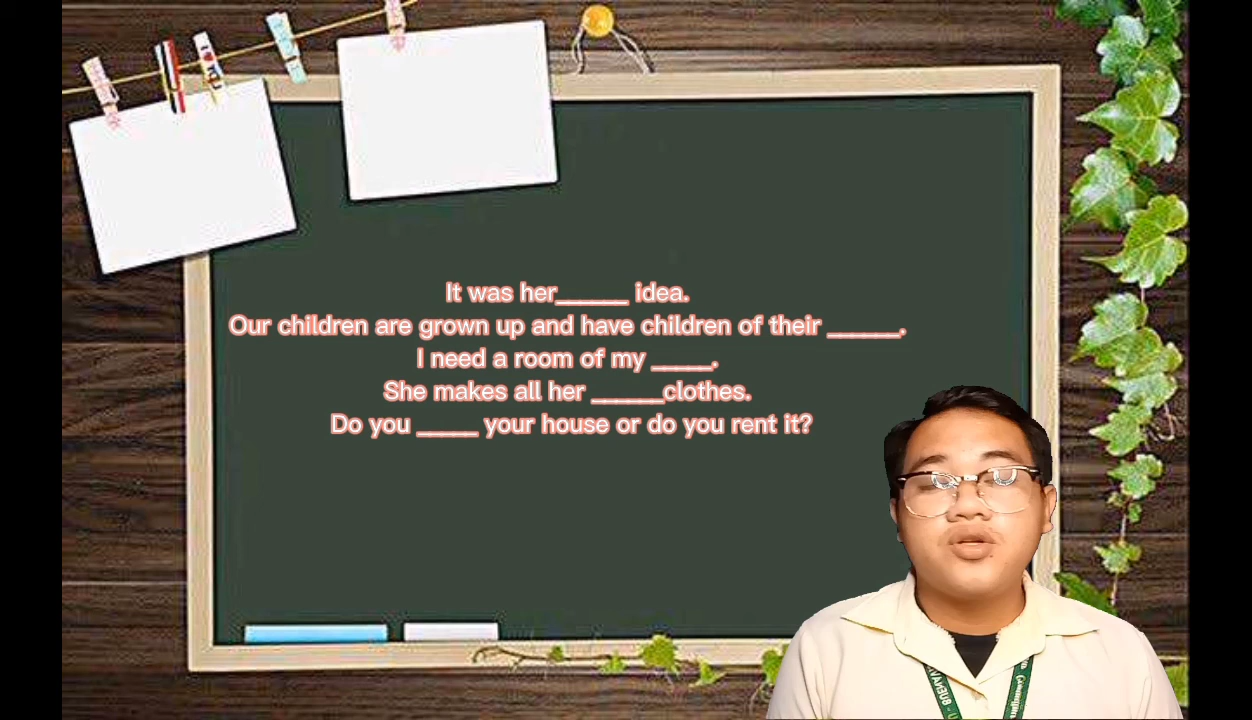 It was her______ idea.
Our children are grown up and have children of their ______.
I need a room of my _____.
She makes all her ______clothes.
Do you _____ your house or do you rent it?